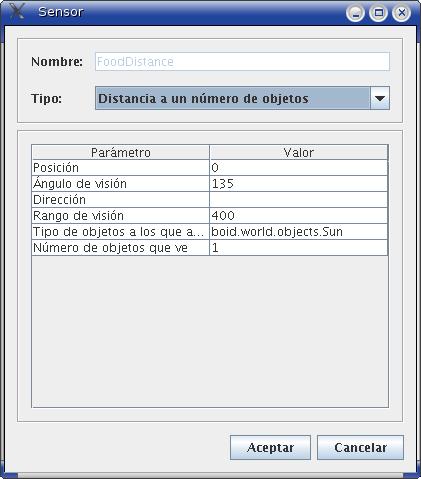 Sensor
Nombre: FoodDistance
Tipo: Distancia a un número de objetos
Parámetro Valor
Posición 0
Ángulo de visión 135
Dirección
Rango de visión 400
Tipo de objetos a los que a... boid.world.objects.Sun
Número de objetos que ve 1
Aceptar Cancelar